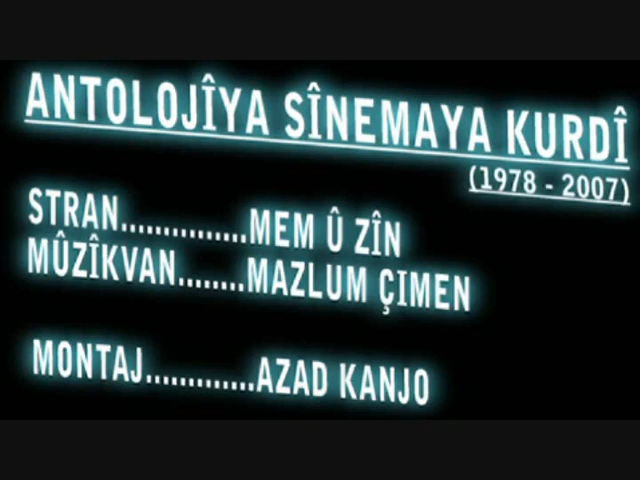 ANTOLOJÎYA SÎNEMAYA KURDÎ
(1978 - 2007)
STRAN...............MEM Û ZÎN
MÛZÎKVAN........MAZLUM ÇIMEN
MONTAJ.............AZAD KANJO